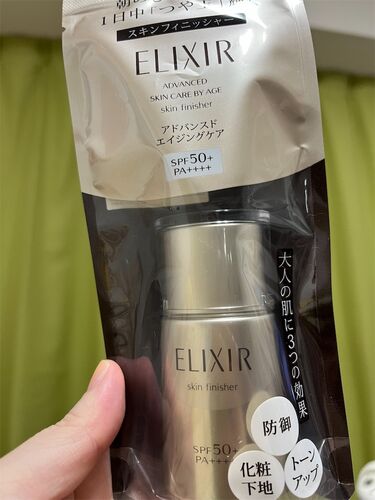 スキンフィニッシャー
ELIXIR
ADVANCED
SKIN CARE BY AGE
skin finisher
アドバンスド
エイジングケア
SPF50+
PA++++
大人の肌に3つの効果
ELIXIR
skin finisher
SPF50+
PA++++
防御
化粧
下地
トーン
アップ